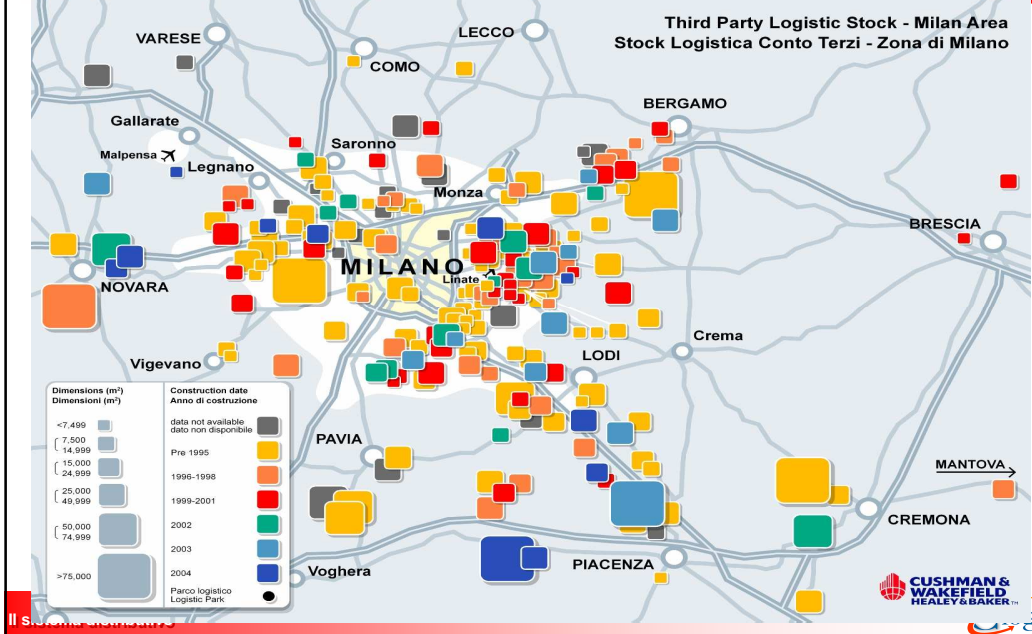 Third Party Logistic Stock - Milan Area
Stock Logistica Conto Terzi - Zona di Milano
VARESE
LECCO
COMO
BERGAMO
Gallarate
Malpensa
Saronno
Legnano
Monza
BRESCIA
MILANO
Linate
NOVARA
Crema
Vigevano
LODI
PAVIA
MANTOVA
CREMONA
PIACENZA
Voghera
Dimensions (m²)
Dimensioni (m²)
<7,499
7,500
14,999
15,000
24,999
25,000
49,999
50,000
74,999
>75,000
Construction date
Anno di costruzione
data not available
dato non disponibile
Pre 1995
1996-1998
1999-2001
2002
2003
2004
Parco logistico
Logistic Park
CUSHMAN &
WAKEFIELD
HEALEY & BAKER™
Il sistema distributivo